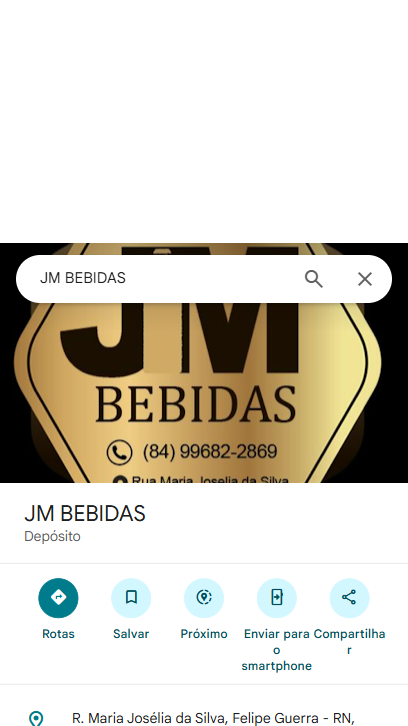 JM BEBIDAS
JM
BEBIDAS
(84) 99682-2869
Rua Maria Joselia da Silva
JM BEBIDAS
Depósito
Rotas
Salvar
Próximo
Enviar para
o
smartphone
Compartilha
r
R. Maria Josélia da Silva, Felipe Guerra - RN,